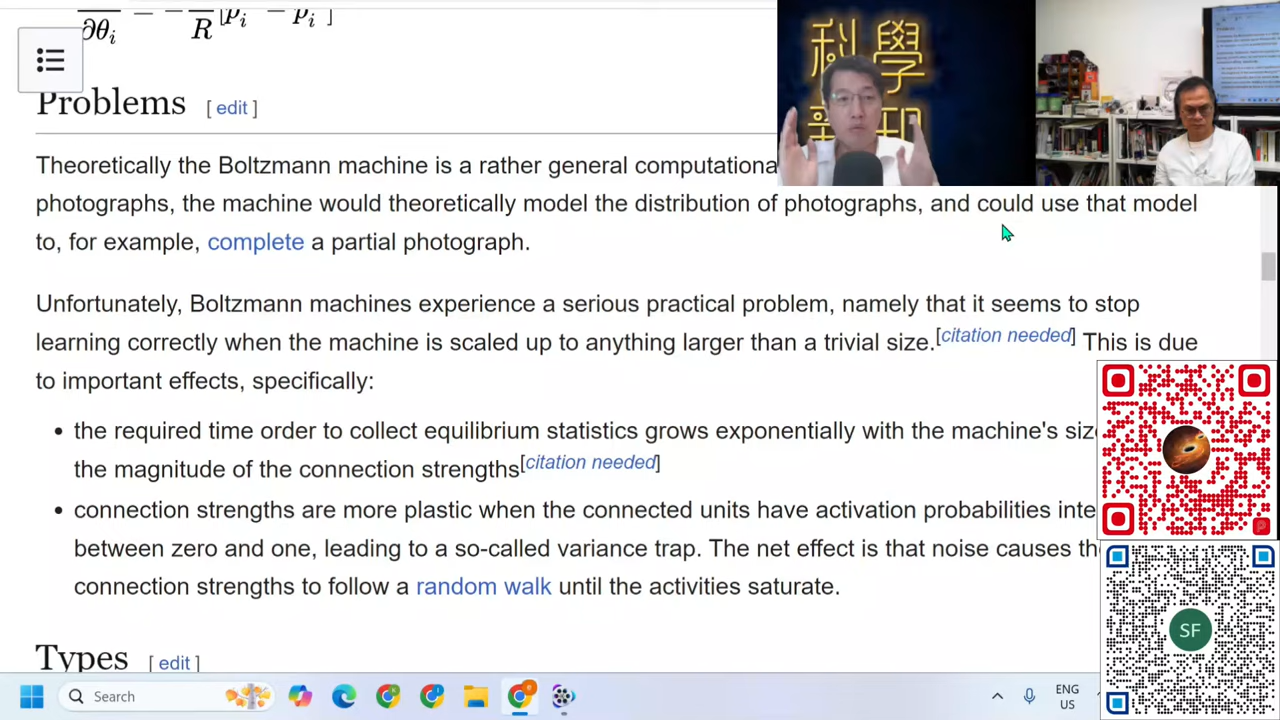 ∂θi = − R [pi − pi ]
Problems [ edit ]
科學
Theoretically the Boltzmann machine is a rather general computationa
photographs, the machine would theoretically model the distribution of photographs, and could use that model
to, for example, complete a partial photograph.
Unfortunately, Boltzmann machines experience a serious practical problem, namely that it seems to stop
learning correctly when the machine is scaled up to anything larger than a trivial size.[citation needed] This is due
to important effects, specifically:
• the required time order to collect equilibrium statistics grows exponentially with the machine's siz
the magnitude of the connection strengths[citation needed]
• connection strengths are more plastic when the connected units have activation probabilities inte
between zero and one, leading to a so-called variance trap. The net effect is that noise causes th
connection strengths to follow a random walk until the activities saturate.
SF
Types [ edit ]
Search
ENG
US